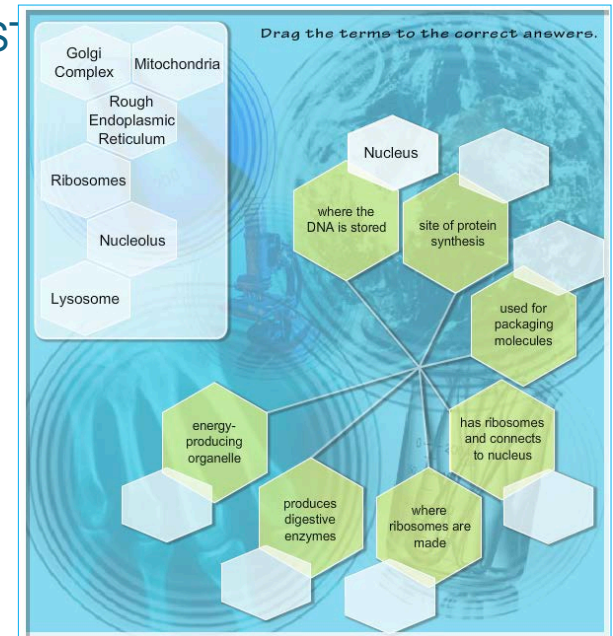 ST
Drag the terms to the correct answers.
Golgi
Complex
Mitochondria
Rough
Endoplasmic
Reticulum
Ribosomes
Nucleolus
Lysosome
Nucleus
where the
DNA is stored
site of protein
synthesis
used for
packaging
molecules
has ribosomes
and connects
to nucleus
where
ribosomes are
made
produces
digestive
enzymes
energy-
producing
organelle